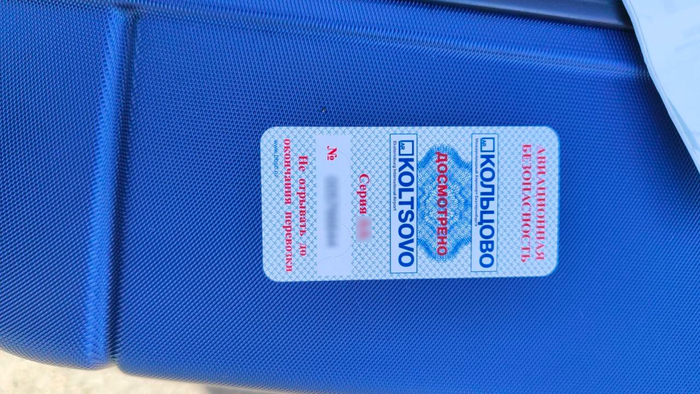 АВИАЦИОННАЯ
БЕЗОПАСНОСТЬ
КОЛЬЦОВО
ДОСМОТРЕНО
KOLTSOVO
Серия
№
Не отрывать до
окончания перевозки